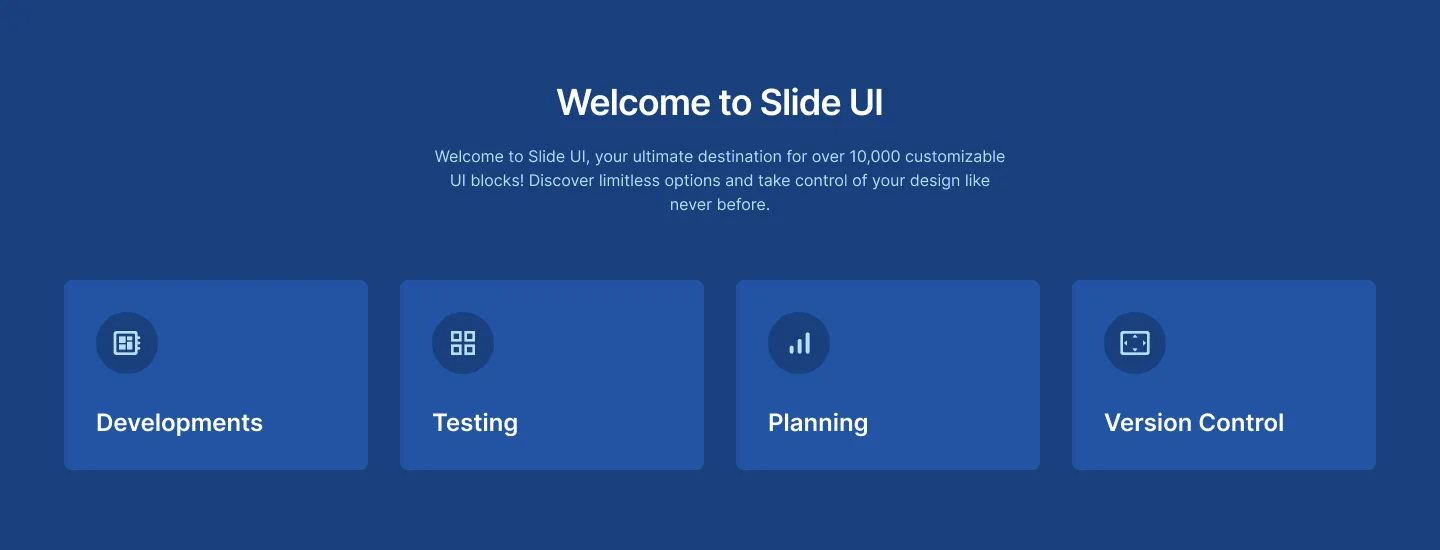 Welcome to Slide UI
Welcome to Slide UI, your ultimate destination for over 10,000 customizable
UI blocks! Discover limitless options and take control of your design like
never before.
Developments
Testing
Planning
Version Control